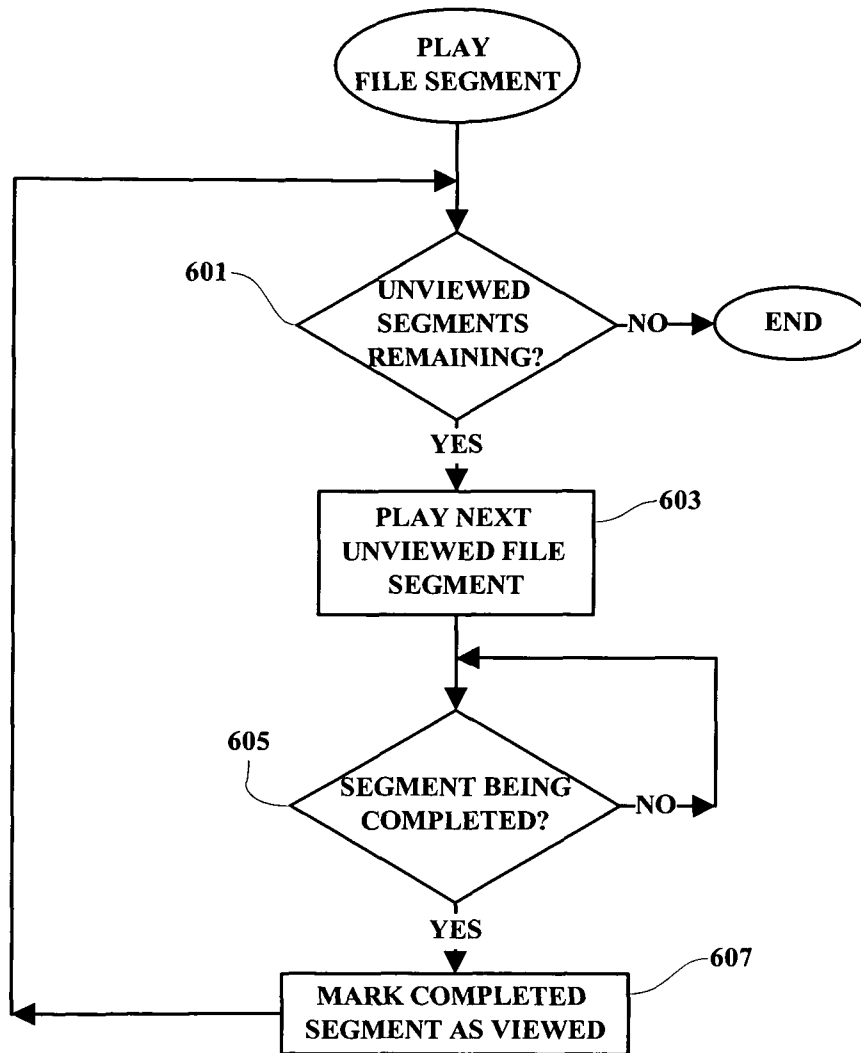 PLAY
FILE SEGMENT
601
UNVIEWED
SEGMENTS
REMAINING?
NO
END
YES
603
PLAY NEXT
UNVIEWED FILE
SEGMENT
605
SEGMENT BEING
COMPLETED?
NO
YES
607
MARK COMPLETED
SEGMENT AS VIEWED